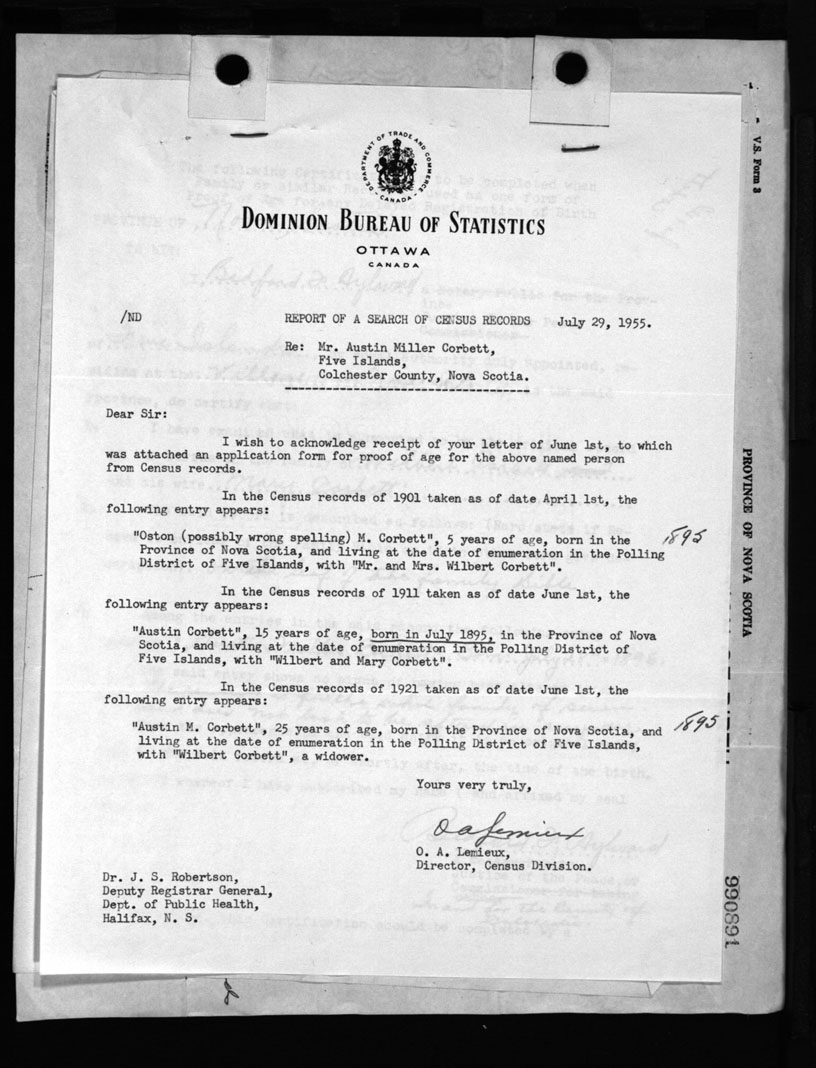 DEPARTMENT OF TRADE AND COMMERCE
CANADA
DOMINION BUREAU OF STATISTICS
OTTAWA
CANADA
/ND REPORT OF A SEARCH OF CENSUS RECORDS July 29, 1955.
Re: Mr. Austin Miller Corbett,
Five Islands,
Colchester County, Nova Scotia.
Dear Sir:
I wish to acknowledge receipt of your letter of June 1st, to which
was attached an application form for proof of age for the above named person
from Census records.
In the Census records of 1901 taken as of date April 1st, the
following entry appears:
"Oston (possibly wrong spelling) M. Corbett", 5 years of age, born in the 1895
Province of Nova Scotia, and living at the date of enumeration in the Polling
District of Five Islands, with "Mr. and Mrs. Wilbert Corbett".
In the Census records of 1911 taken as of date June 1st, the
following entry appears:
"Austin Corbett", 15 years of age, born in July 1895, in the Province of Nova
Scotia, and living at the date of enumeration in the Polling District of
Five Islands, with "Wilbert and Mary Corbett".
In the Census records of 1921 taken as of date June 1st, the
following entry appears:
"Austin M. Corbett", 25 years of age, born in the Province of Nova Scotia, and 1895
living at the date of enumeration in the Polling District of Five Islands,
with "Wilbert Corbett", a widower.
Yours very truly,
O A Lemieux
O. A. Lemieux,
Director, Census Division.
Dr. J. S. Robertson,
Deputy Registrar General,
Dept. of Public Health,
Halifax, N. S.
V.S. Form 3
PROVINCE OF NOVA SCOTIA
990891